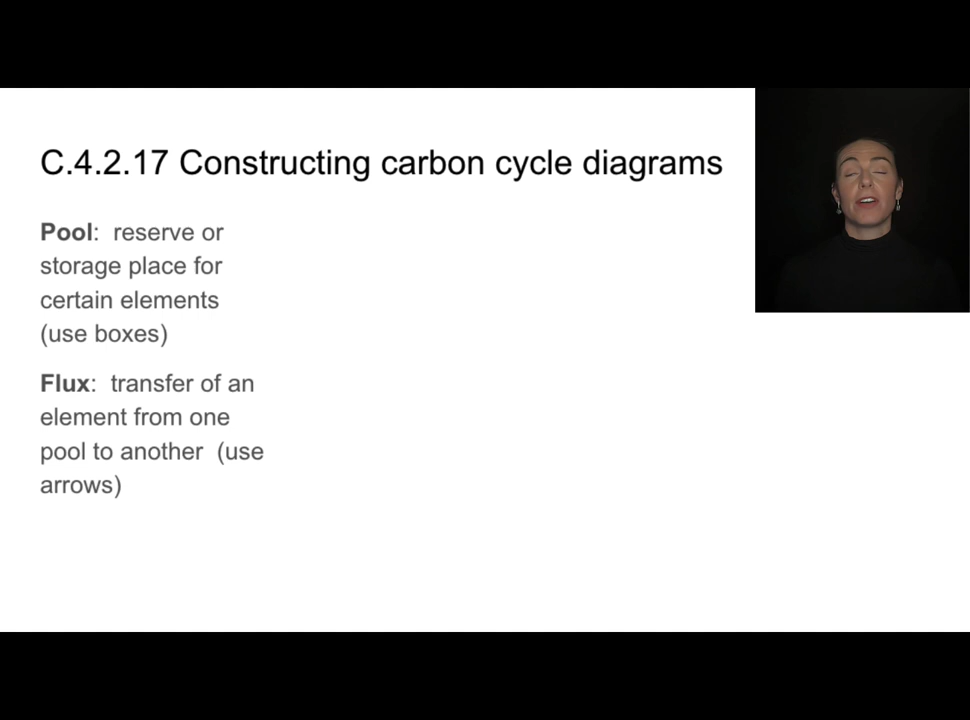 C.4.2.17 Constructing carbon cycle diagrams
Pool:  reserve or
storage place for
certain elements
(use boxes)
Flux:  transfer of an
element from one
pool to another  (use
arrows)